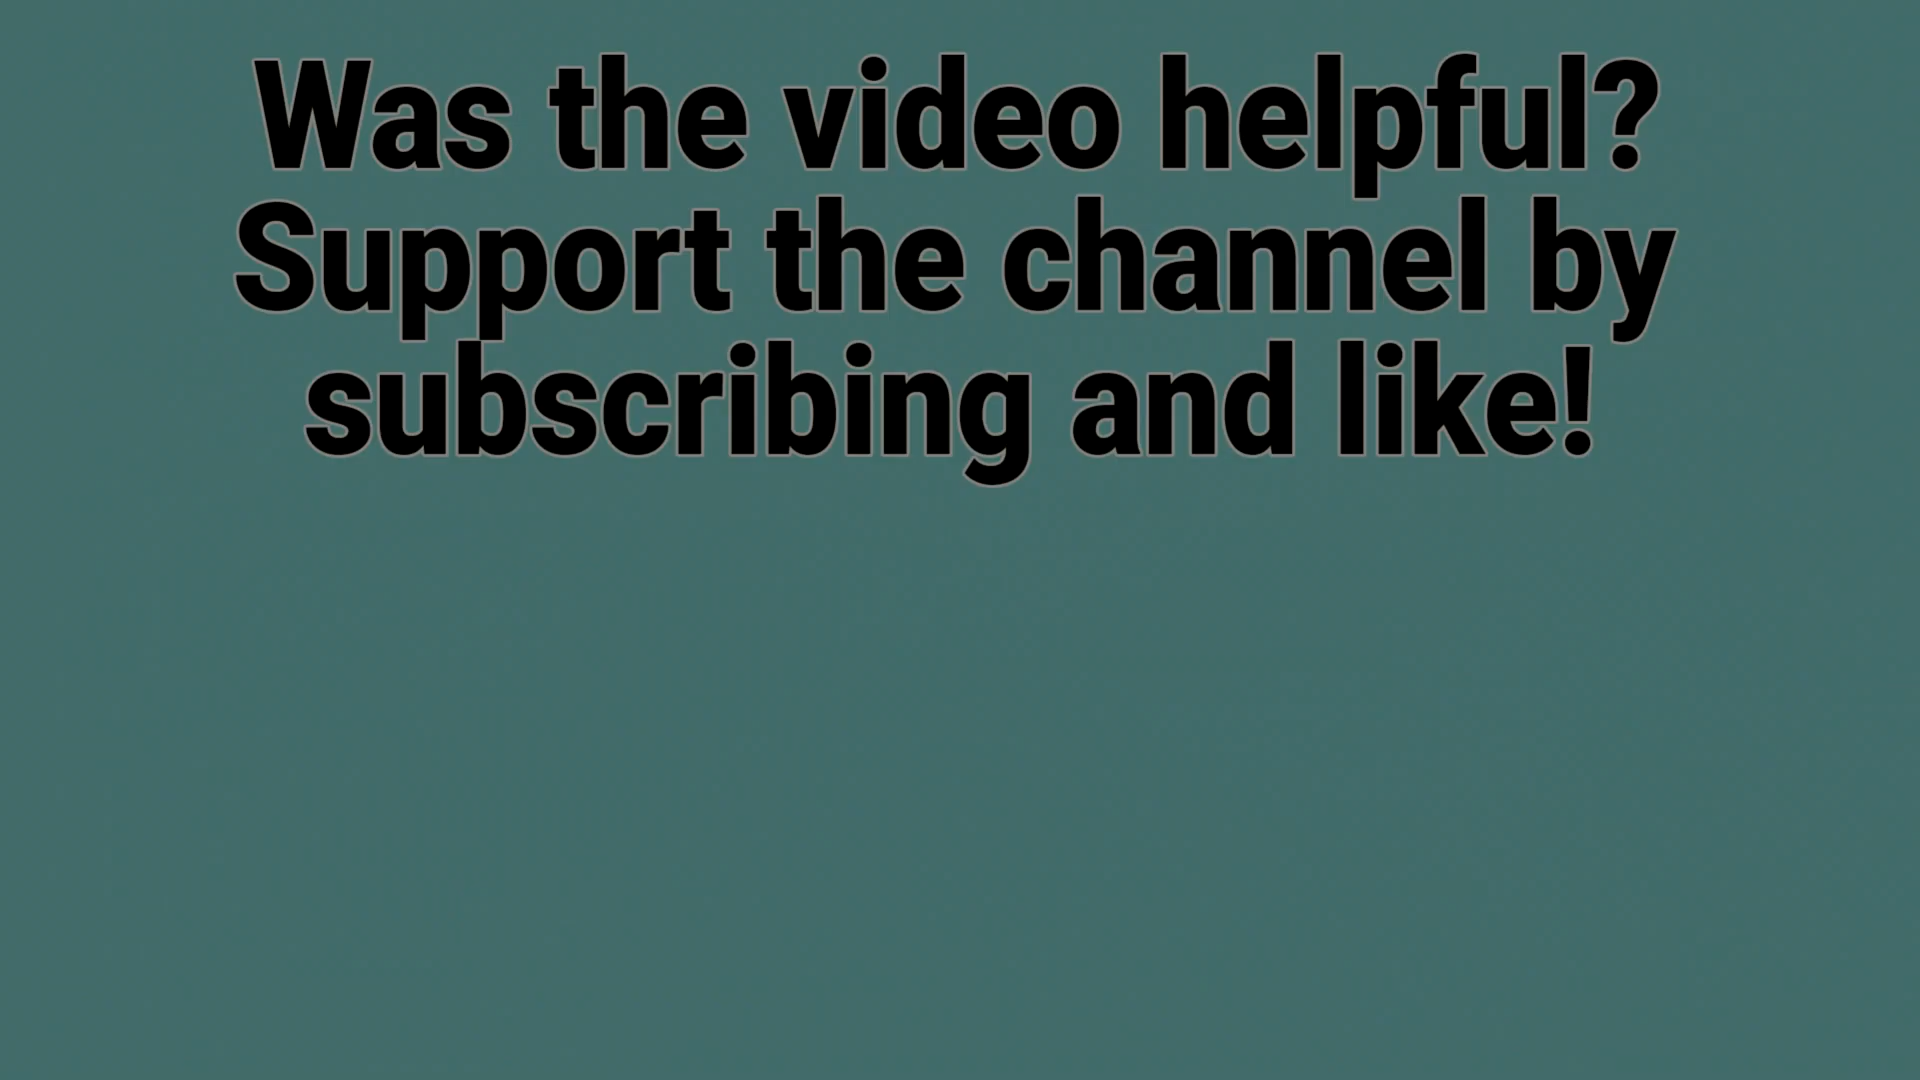 Was the video helpful?
Support the channel by
subscribing and like!